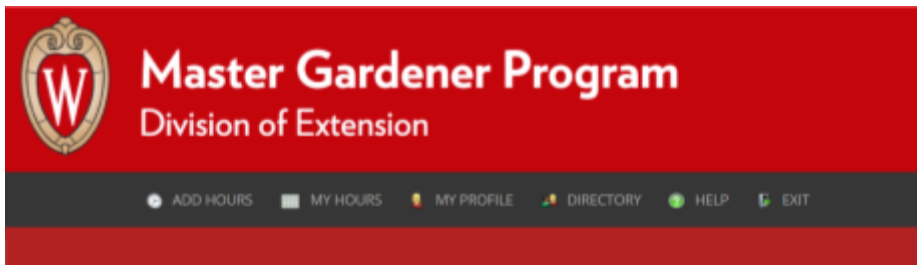 W
Master Gardener Program
Division of Extension
ADD HOURS MY HOURS MY PROFILE DIRECTORY HELP EXIT